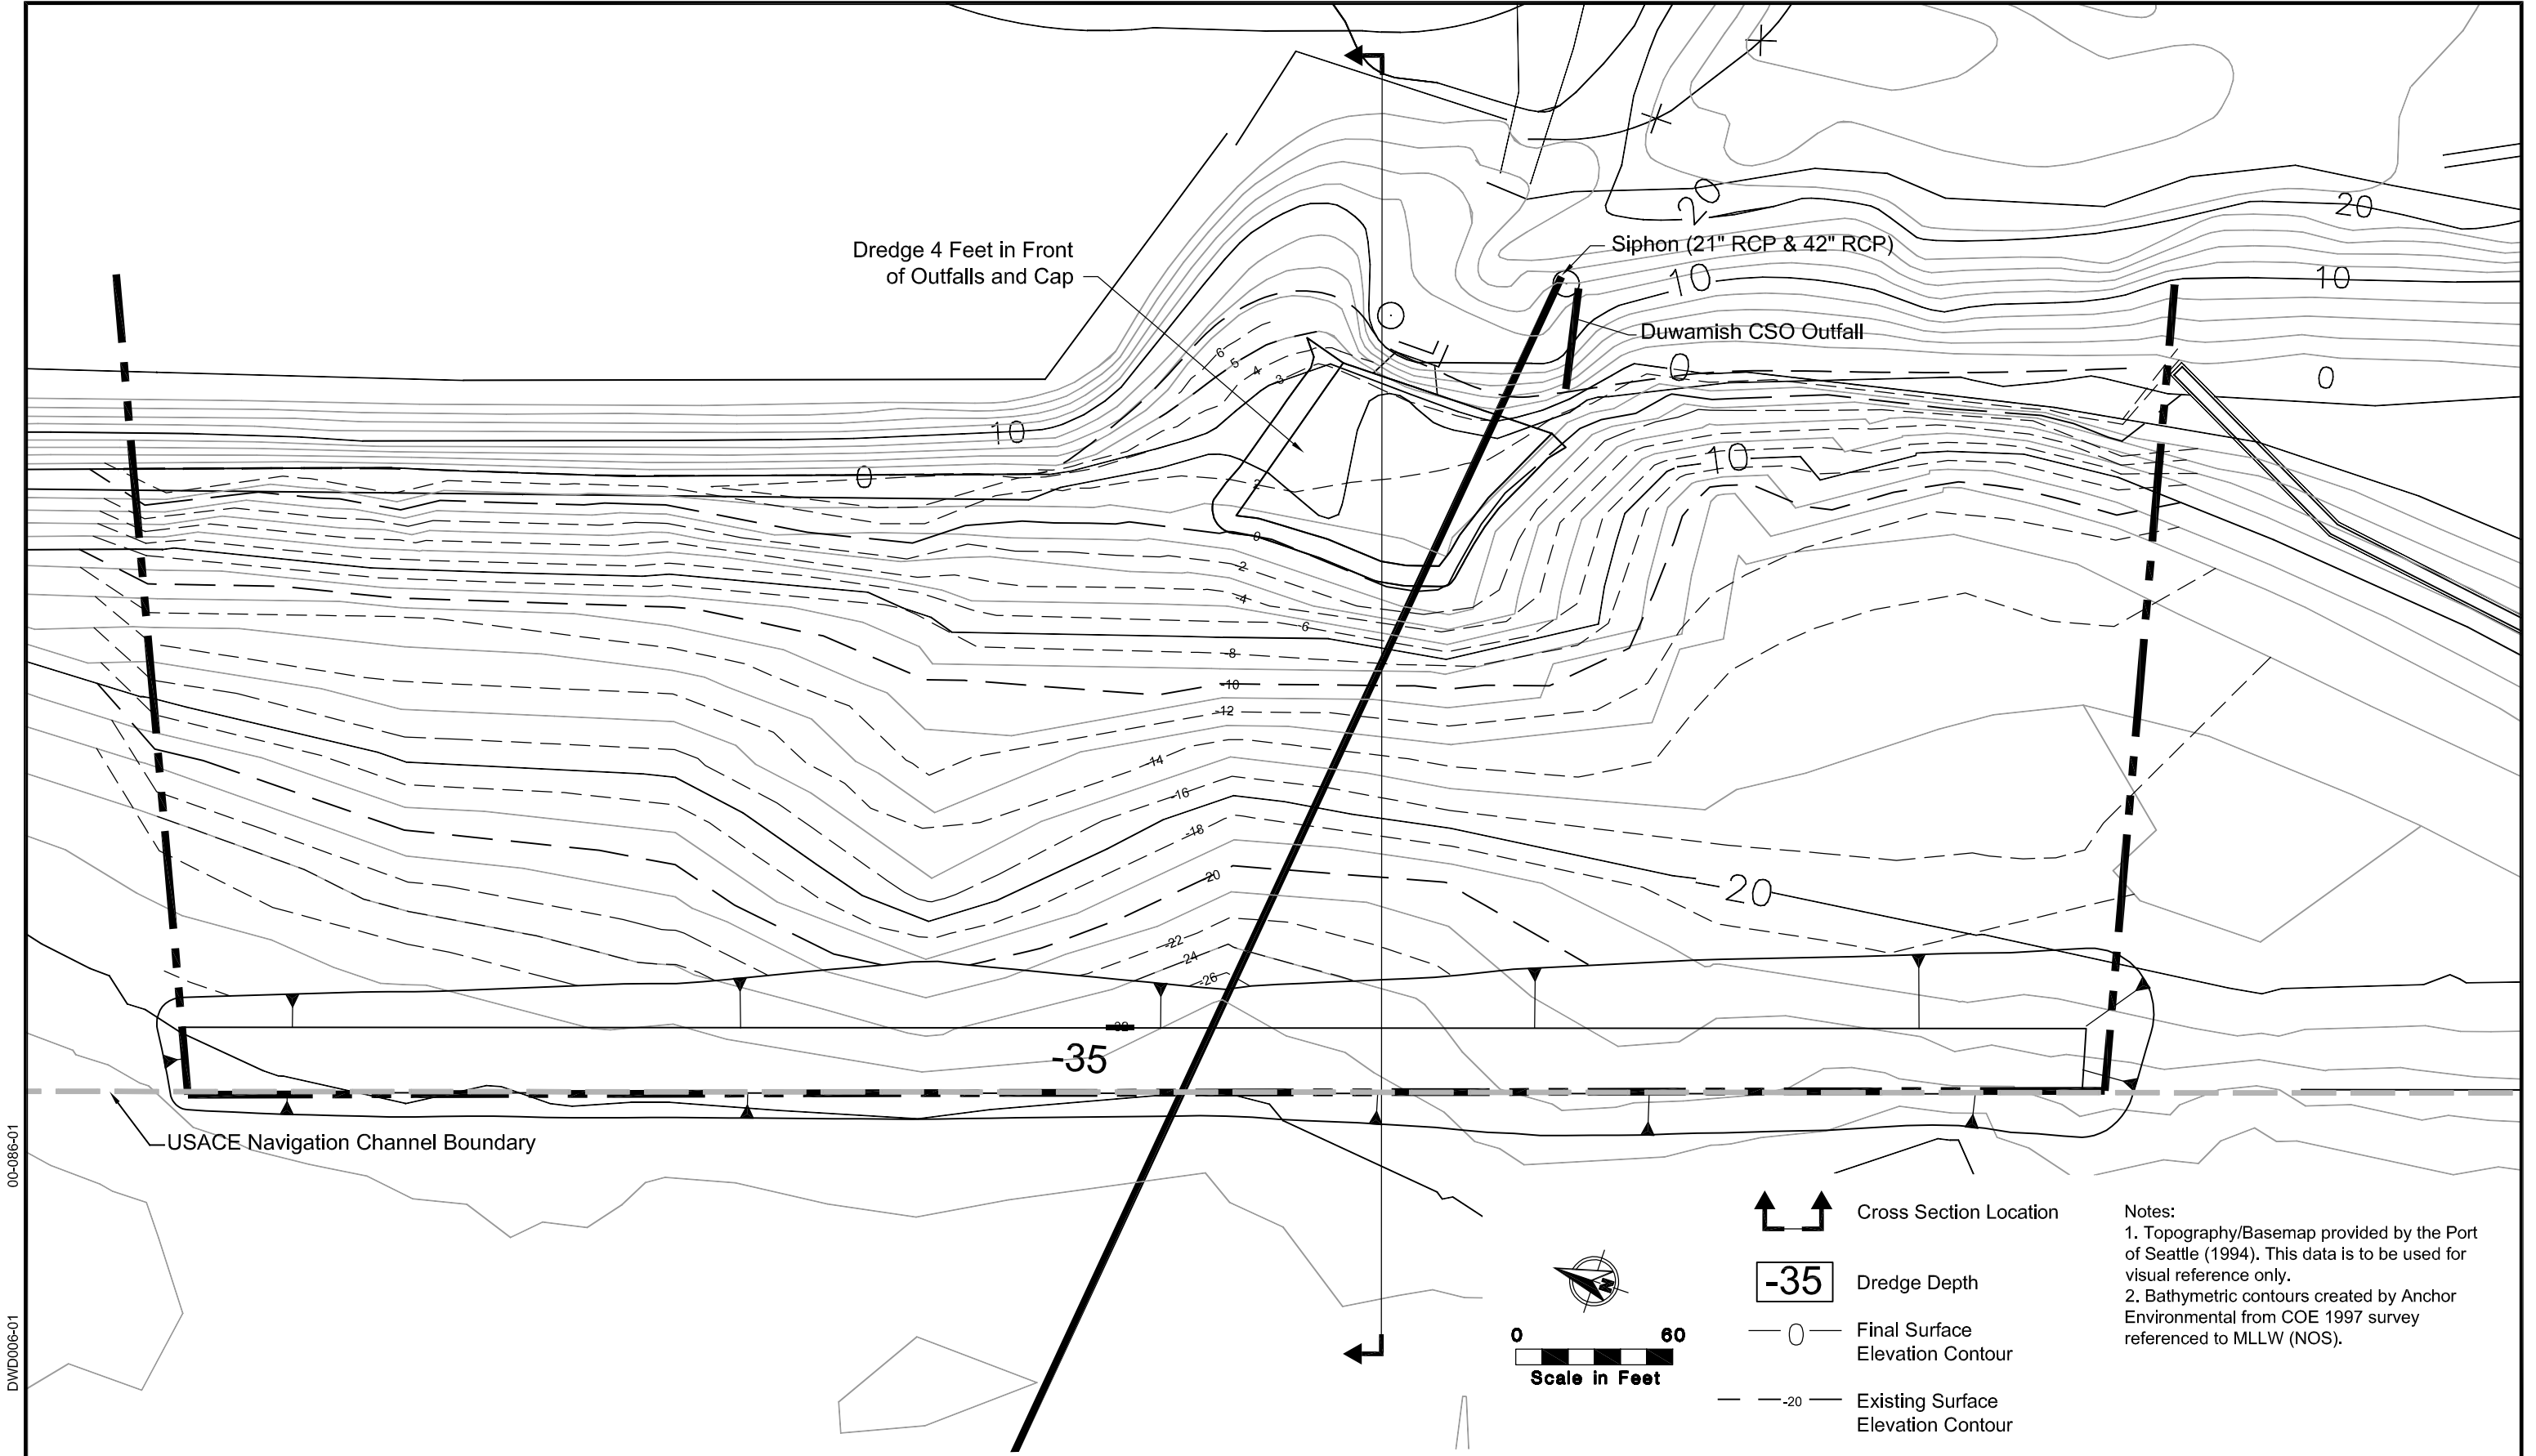 20
20
Dredge 4 Feet in Front
of Outfalls and Cap
Siphon (21" RCP & 42" RCP)
10
10
Duwamish CSO Outfall
6
5
4
3
0
0
10
0
10
2
0
-2
-4
-6
-8
-10
-12
-14
-16
-18
-20
20
-22
-24
-26
-35
USACE Navigation Channel Boundary
00-086-01
DWD006-01
Cross Section Location
-35
Dredge Depth
0
Final Surface
Elevation Contour
-20
Existing Surface
Elevation Contour
N
0 60
Scale in Feet
Notes:
1. Topography/Basemap provided by the Port
of Seattle (1994). This data is to be used for
visual reference only.
2. Bathymetric contours created by Anchor
Environmental from COE 1997 survey
referenced to MLLW (NOS).